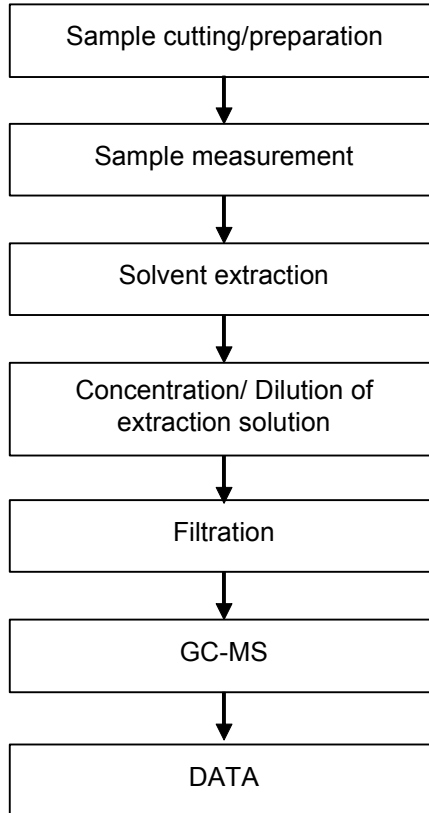 Sample cutting/preparation
Sample measurement
Solvent extraction
Concentration/ Dilution of
extraction solution
Filtration
GC-MS
DATA